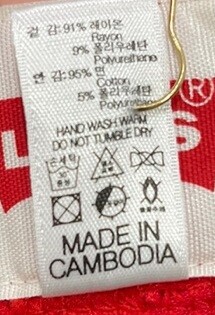 겉 감: 91% 레이온
Rayon
9% 폴리우레탄
Polyurethane
안 감: 95% 면
Cotton
5% 폴리우레탄
Polyurethane
HAND WASH WARM
DO NOT TUMBLE DRY
손세탁
MADE IN
CAMBODIA
®